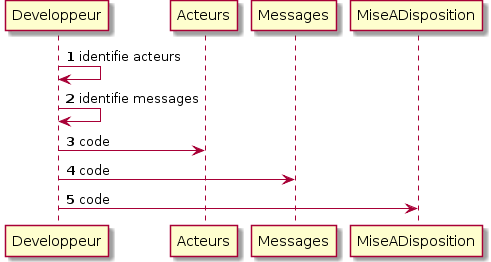 Developpeur Acteurs Messages MiseADisposition
1 identifie acteurs
2 identifie messages
3 code
4 code
5 code
Developpeur Acteurs Messages MiseADisposition